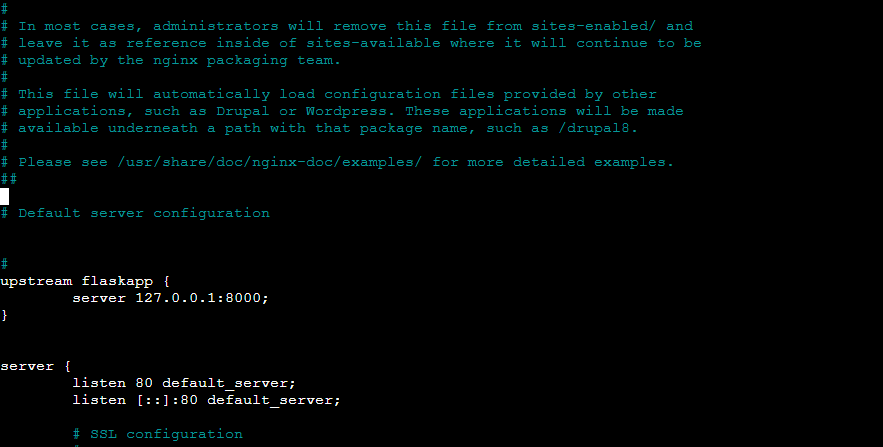 #
# In most cases, administrators will remove this file from sites-enabled/ and
# leave it as reference inside of sites-available where it will continue to be
# updated by the nginx packaging team.
#
# This file will automatically load configuration files provided by other
# applications, such as Drupal or Wordpress. These applications will be made
# available underneath a path with that package name, such as /drupal8.
#
# Please see /usr/share/doc/nginx-doc/examples/ for more detailed examples.
##
# Default server configuration
#
upstream flaskapp {
        server 127.0.0.1:8000;
}
server {
        listen 80 default_server;
        listen [::]:80 default_server;
        # SSL configuration
        #